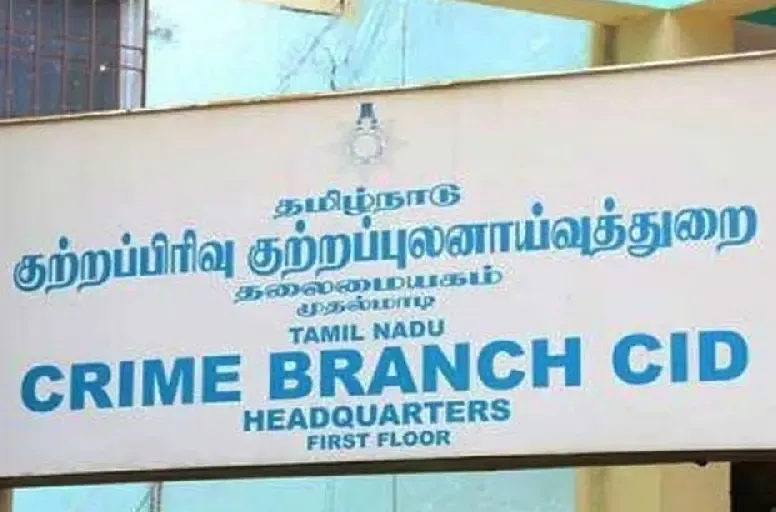 தமிழ்நாடு
குற்றப்பிரிவு குற்றப்புலனாய்வுத்துறை
தலைமையகம்
முதல்மாடி
TAMIL NADU
CRIME BRANCH CID
HEADQUARTERS
FIRST FLOOR